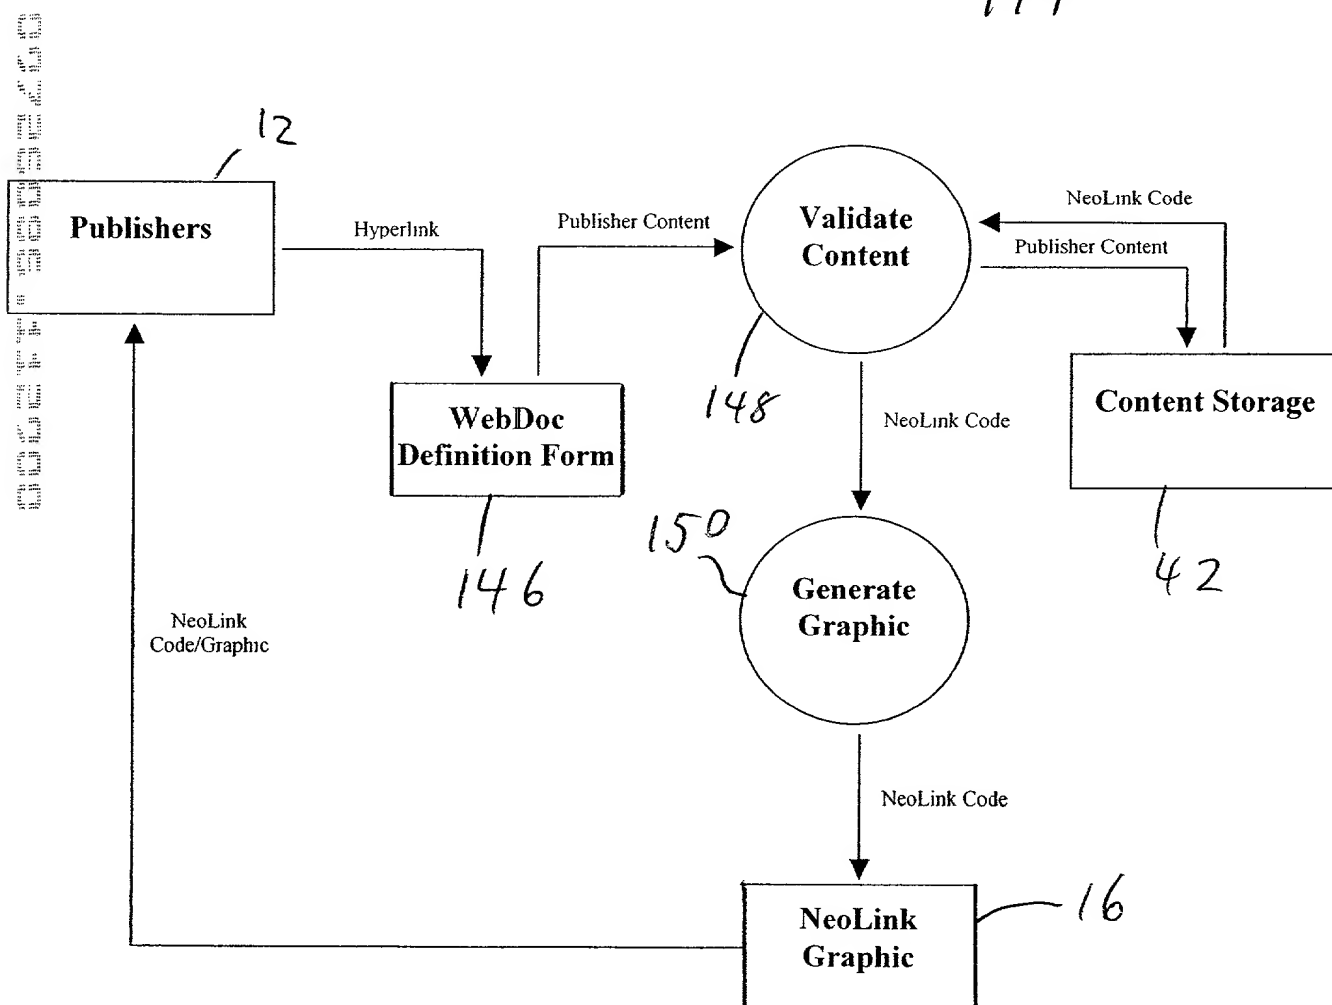 12
Publishers
Hyperlink
Publisher Content
Validate
Content
NeoLink Code
Publisher Content
148
WebDoc
Definition Form
146
NeoLink Code
Content Storage
42
150
Generate
Graphic
NeoLink
Code/Graphic
NeoLink Code
NeoLink
Graphic
16